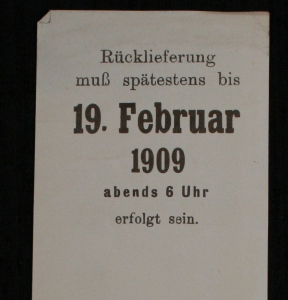 Rücklieferung
muß spätestens bis
19. Februar
1909
abends 6 Uhr
erfolgt sein.